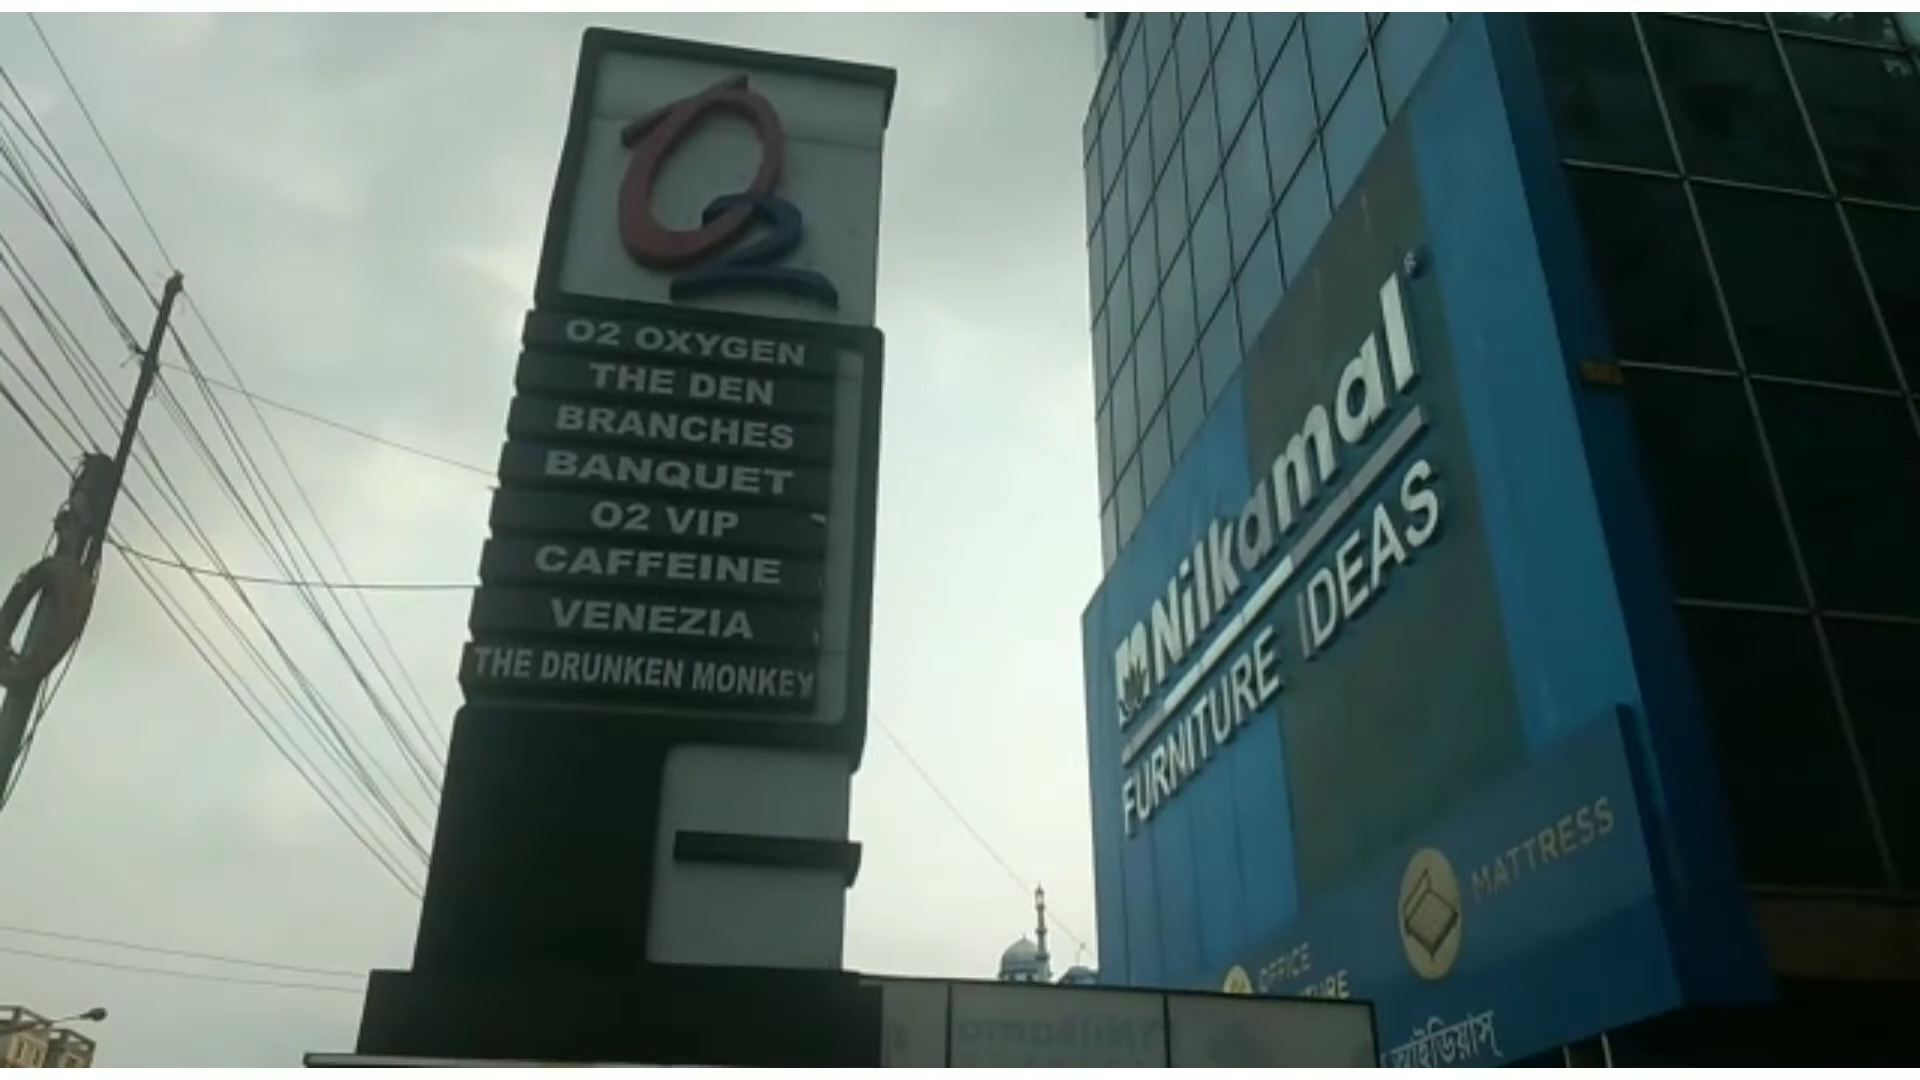 O2
O2 OXYGEN
THE DEN
BRANCHES
BANQUET
O2 VIP
CAFFEINE
VENEZIA
THE DRUNKEN MONKEY
Nilkamal
FURNITURE IDEAS
MATTRESS
OFFICE
আইডিয়াস্